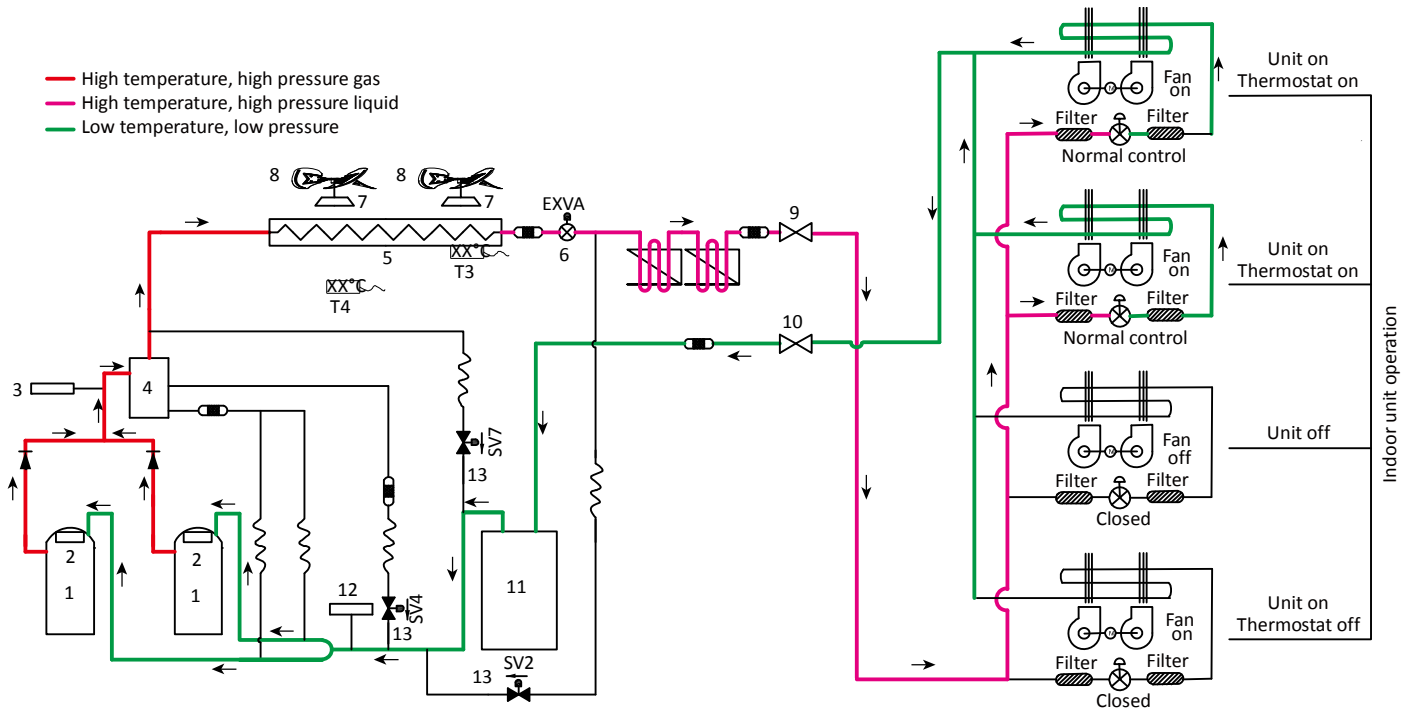 High temperature, high pressure gas
High temperature, high pressure liquid
Low temperature, low pressure
8
7
8
7
EXVA
6
5
XX°C
T3
XX°C
T4
9
10
3
4
SV7
13
2
1
2
1
12
SV4
13
11
SV2
13
Fan
on
Filter
Filter
Normal control
Unit on
Thermostat on
Fan
on
Filter
Filter
Normal control
Unit on
Thermostat on
Fan
off
Filter
Filter
Closed
Unit off
Fan
on
Filter
Filter
Closed
Unit on
Thermostat off
Indoor unit operation